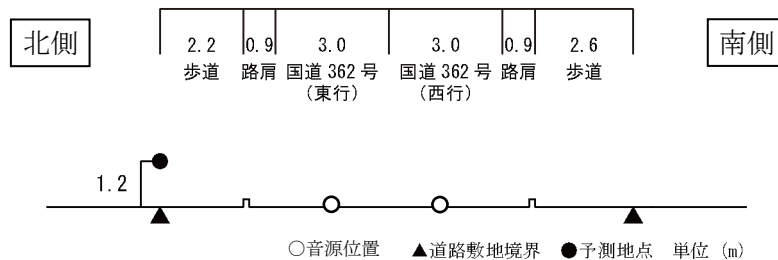 北側
南側
2.2 0.9 3.0 3.0 0.9 2.6
歩道 路肩 国道 362 号 国道 362 号 路肩 歩道
(東行) (西行)
1.2
○音源位置 ▲道路敷地境界 ●予測地点 単位 (m)